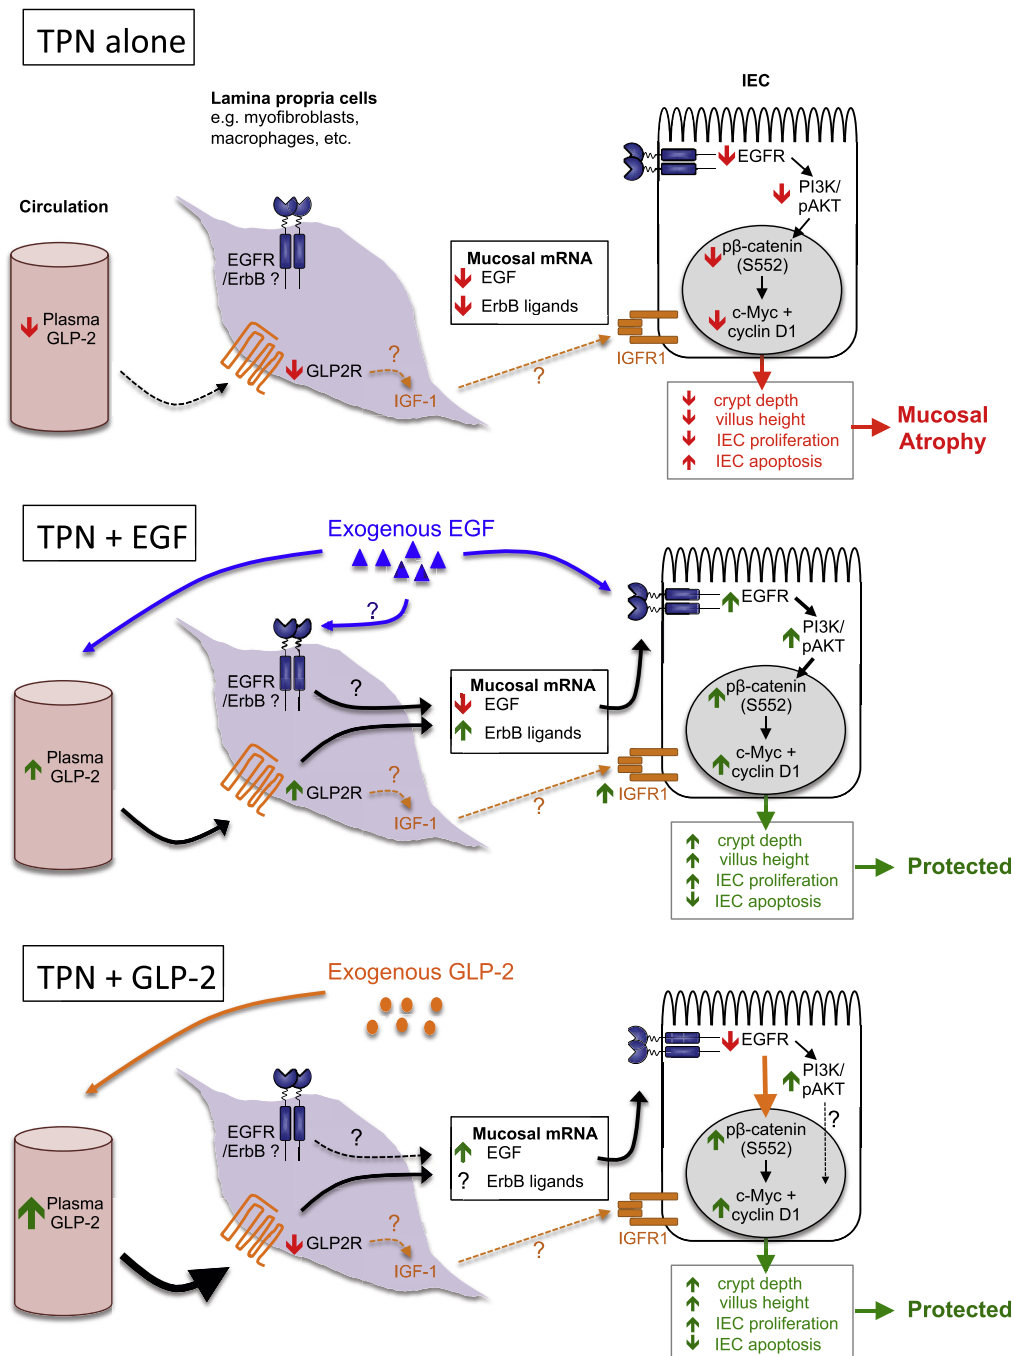 TPN alone
Lamina propria cells
e.g. myofibroblasts,
macrophages, etc.
IEC
Circulation
EGFR
PI3K/
pAKT
EGFR
/ErbB ?
Mucosal mRNA
EGF
ErbB ligands
pβ-catenin
(S552)
c-Myc +
cyclin D1
Plasma
GLP-2
GLP2R
?
IGF-1
?
IGFR1
crypt depth
villus height
IEC proliferation
IEC apoptosis
Mucosal
Atrophy
TPN + EGF
Exogenous EGF
?
EGFR
PI3K/
pAKT
EGFR
/ErbB ?
?
Mucosal mRNA
EGF
ErbB ligands
pβ-catenin
(S552)
c-Myc +
cyclin D1
Plasma
GLP-2
GLP2R
?
IGF-1
?
IGFR1
crypt depth
villus height
IEC proliferation
IEC apoptosis
Protected
TPN + GLP-2
Exogenous GLP-2
EGFR
PI3K/
pAKT
?
EGFR
/ErbB ?
?
Mucosal mRNA
EGF
? ErbB ligands
pβ-catenin
(S552)
c-Myc +
cyclin D1
Plasma
GLP-2
GLP2R
?
IGF-1
?
IGFR1
crypt depth
villus height
IEC proliferation
IEC apoptosis
Protected